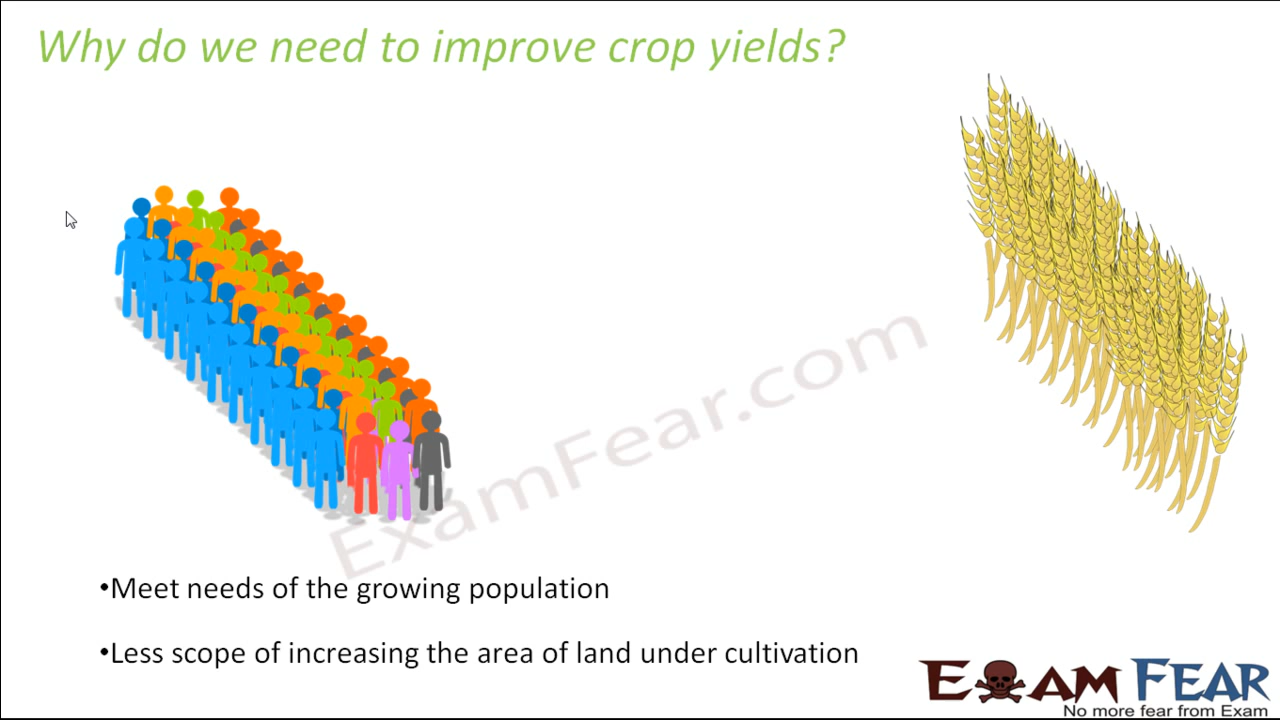 Why do we need to improve crop yields?
ExamFear.com
•Meet needs of the growing population
•Less scope of increasing the area of land under cultivation
EXAM FEAR
No more fear from Exam